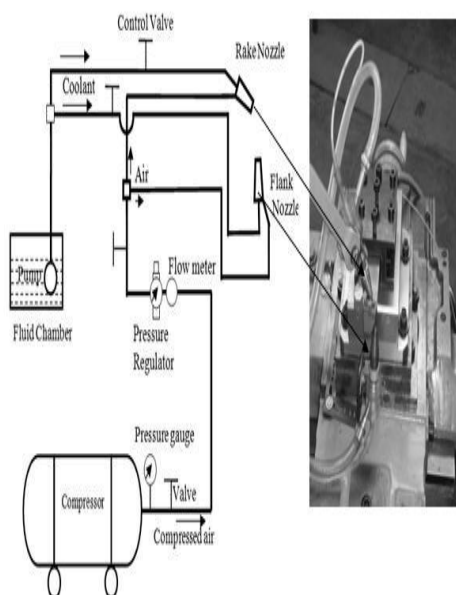 Control Valve
Rake Nozzle
Coolant
Air
Flank
Nozzle
Pump
Flow meter
Fluid Chamber
Pressure
Regulator
Pressure gauge
Valve
Compressor
Compressed air